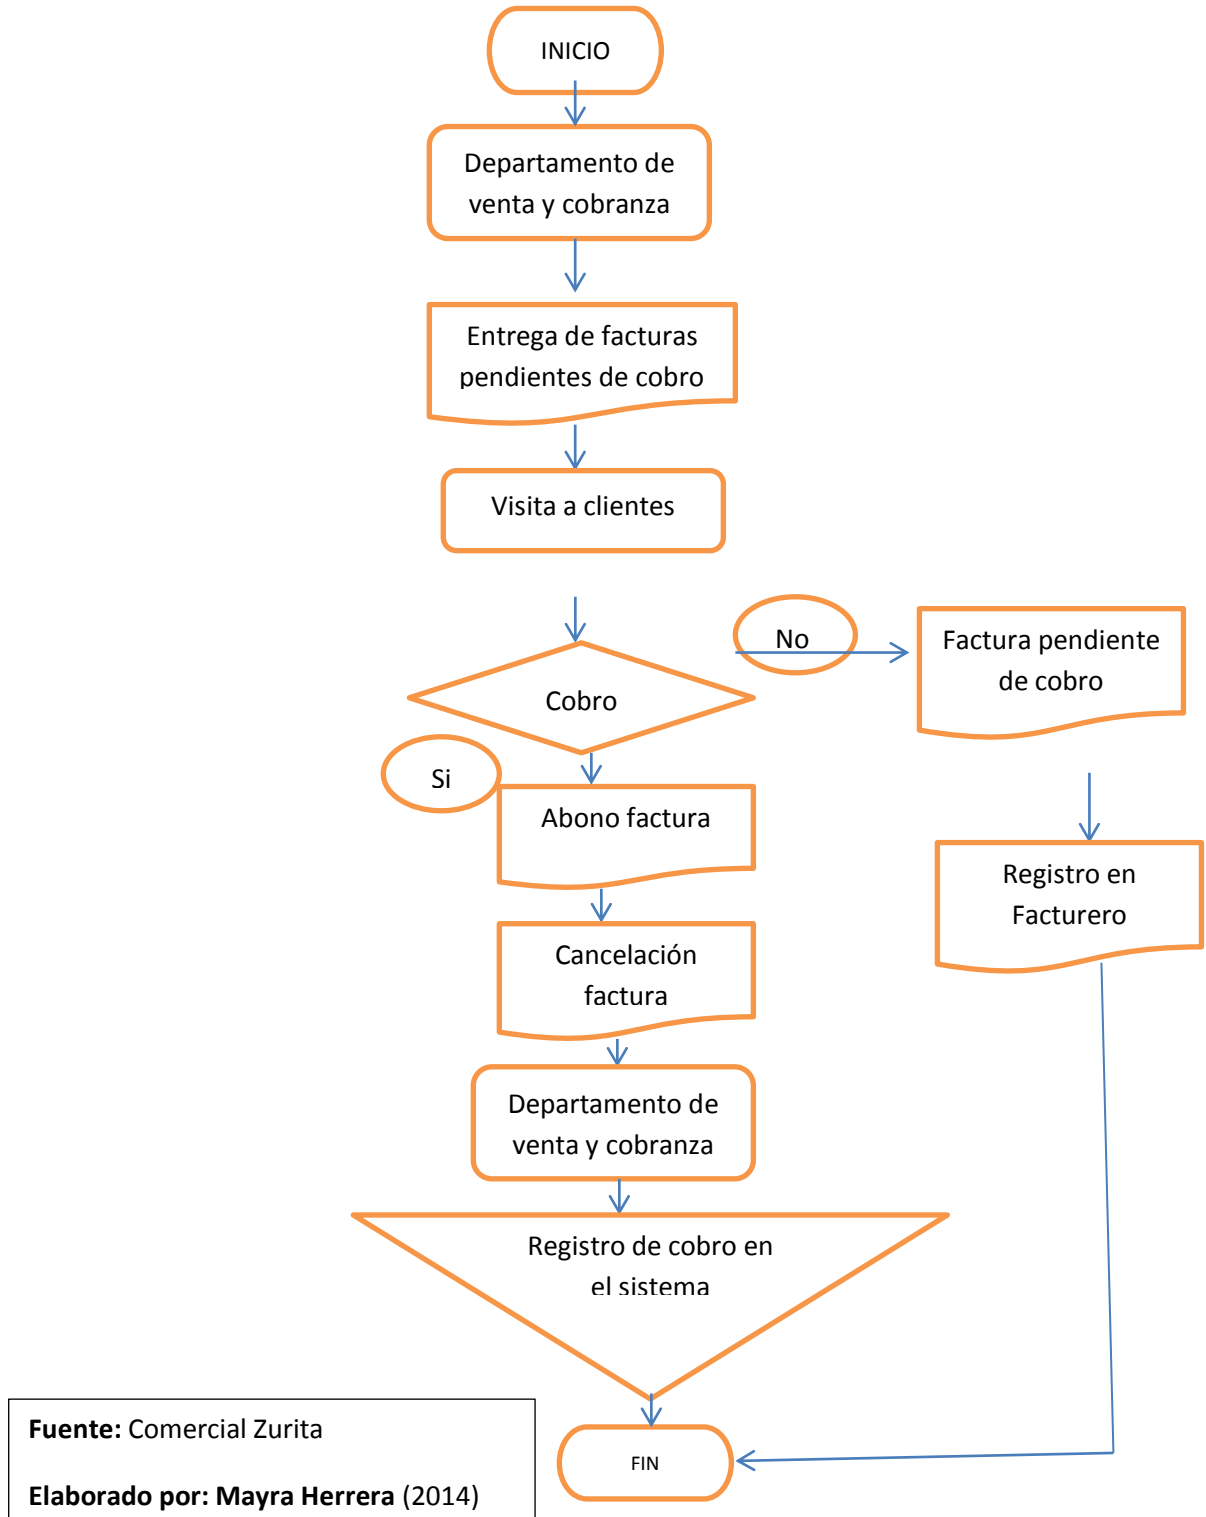 INICIO
Departamento de
venta y cobranza
Entrega de facturas
pendientes de cobro
Visita a clientes
No
Factura pendiente
de cobro
Cobro
Si
Abono factura
Registro en
Facturero
Cancelación
factura
Departamento de
venta y cobranza
Registro de cobro en
el sistema
FIN
Fuente: Comercial Zurita
Elaborado por: Mayra Herrera (2014)